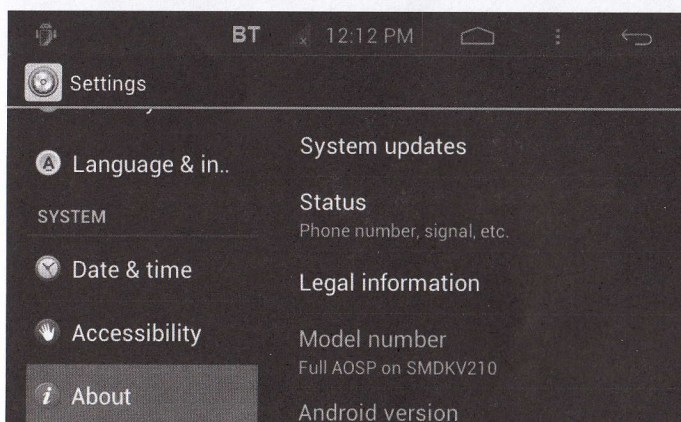 BT 12:12 PM
Settings
Language & in..
SYSTEM
Date & time
Accessibility
About
System updates
Status
Phone number, signal, etc.
Legal information
Model number
Full AOSP on SMDKV210
Android version